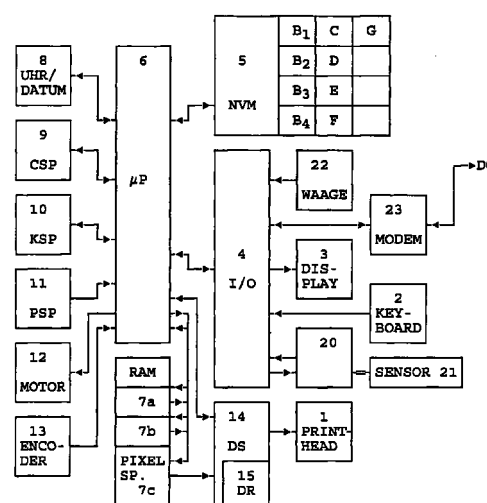 8
UHR/
DATUM
9
CSP
10
KSP
11
PSP
12
MOTOR
13 ENCO-
DER
6
µP
RAM
7a
7b
PIXEL
SP.
7c
5
NVM
B1 C G
B2 D
B3 E
B4 F
4
I/O
22
WAAGE
23
MODEM
3
DIS-
PLAY
2
KEY-
BOARD
20
SENSOR 21
14
DS
15
DR
1
PRINT-
HEAD